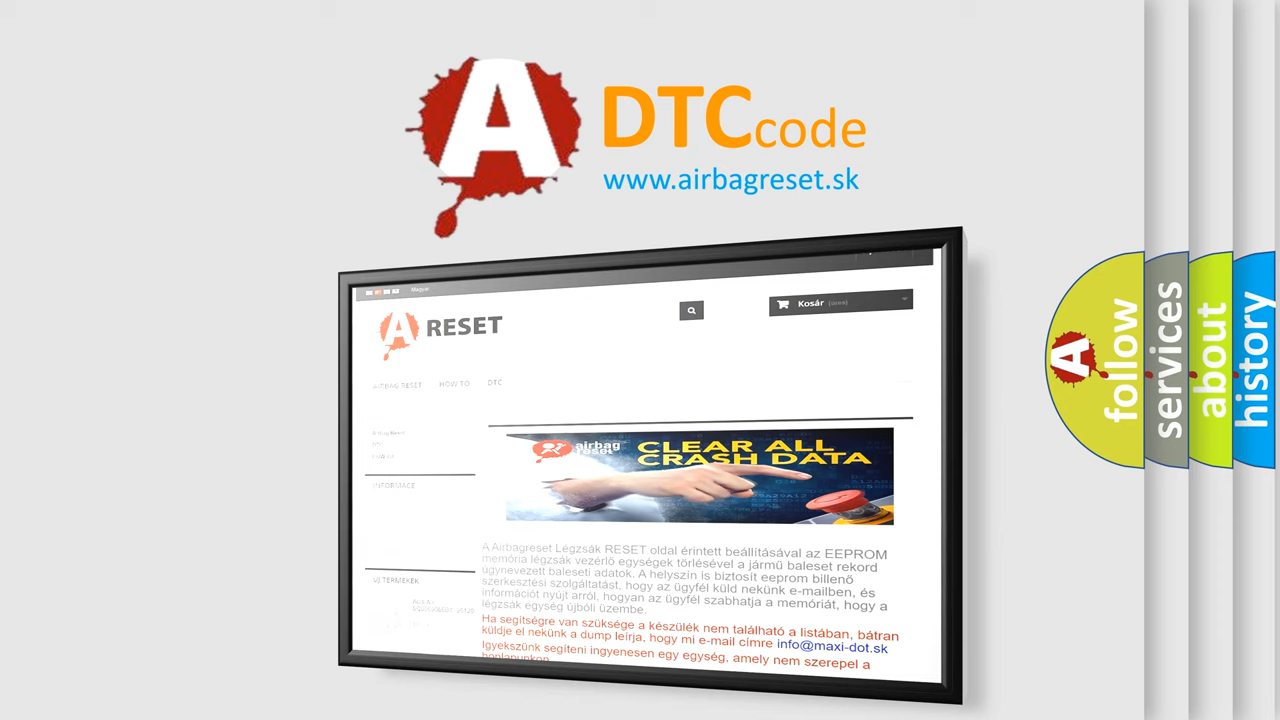 A
DTCcode
www.airbagreset.sk
Magyar
A RESET
Kosár (üres)
AIRBAG RESET HOW TO DTC
DTC
INFORMACE
airbag
reset
CLEAR ALL
CRASH DATA
A Airbagreset Légzsák RESET oldal érintett beállításával az EEPROM
memória légzsák vezérlő egységek törlésével a jármű baleset rekord
úgynevezett baleseti adatok. A helyszín is biztosít eeprom billenő
szerkesztési szolgáltatást, hogy az ügyfél küld nekünk e-mailben, és
információt nyújt arról, hogyan az ügyfél szabhatja a memóriát, hogy a
légzsák egység újbóli üzembe.
Ha segítségre van szüksége a készülék nem található a listában, bátran
küldje el nekünk a dump leírja, hogy mi e-mail címre info@maxi-dot.sk
Igyekszünk segíteni ingyenesen egy egység, amely nem szerepel a
honlapunkon
ÚJ TERMÉKEK
A
follow
services
about
history